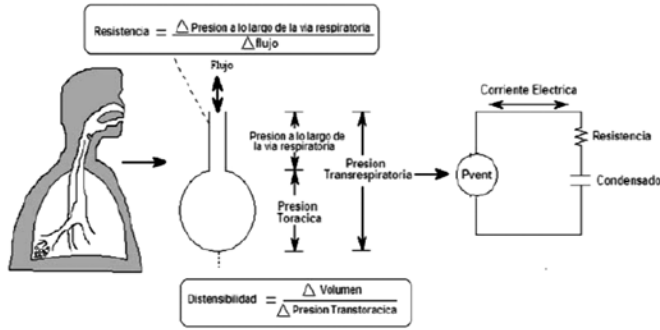 Resistencia = △ Presion a lo largo de la via respiratoria
△ flujo
Flujo
Presion a lo largo de
la via respiratoria
Presion
Toracica
Presion
Transrespiratoria
Corriente Electrica
Pvent
Resistencia
Condensado
Distensibilidad = △ Volumen
△ Presion Transtoracica